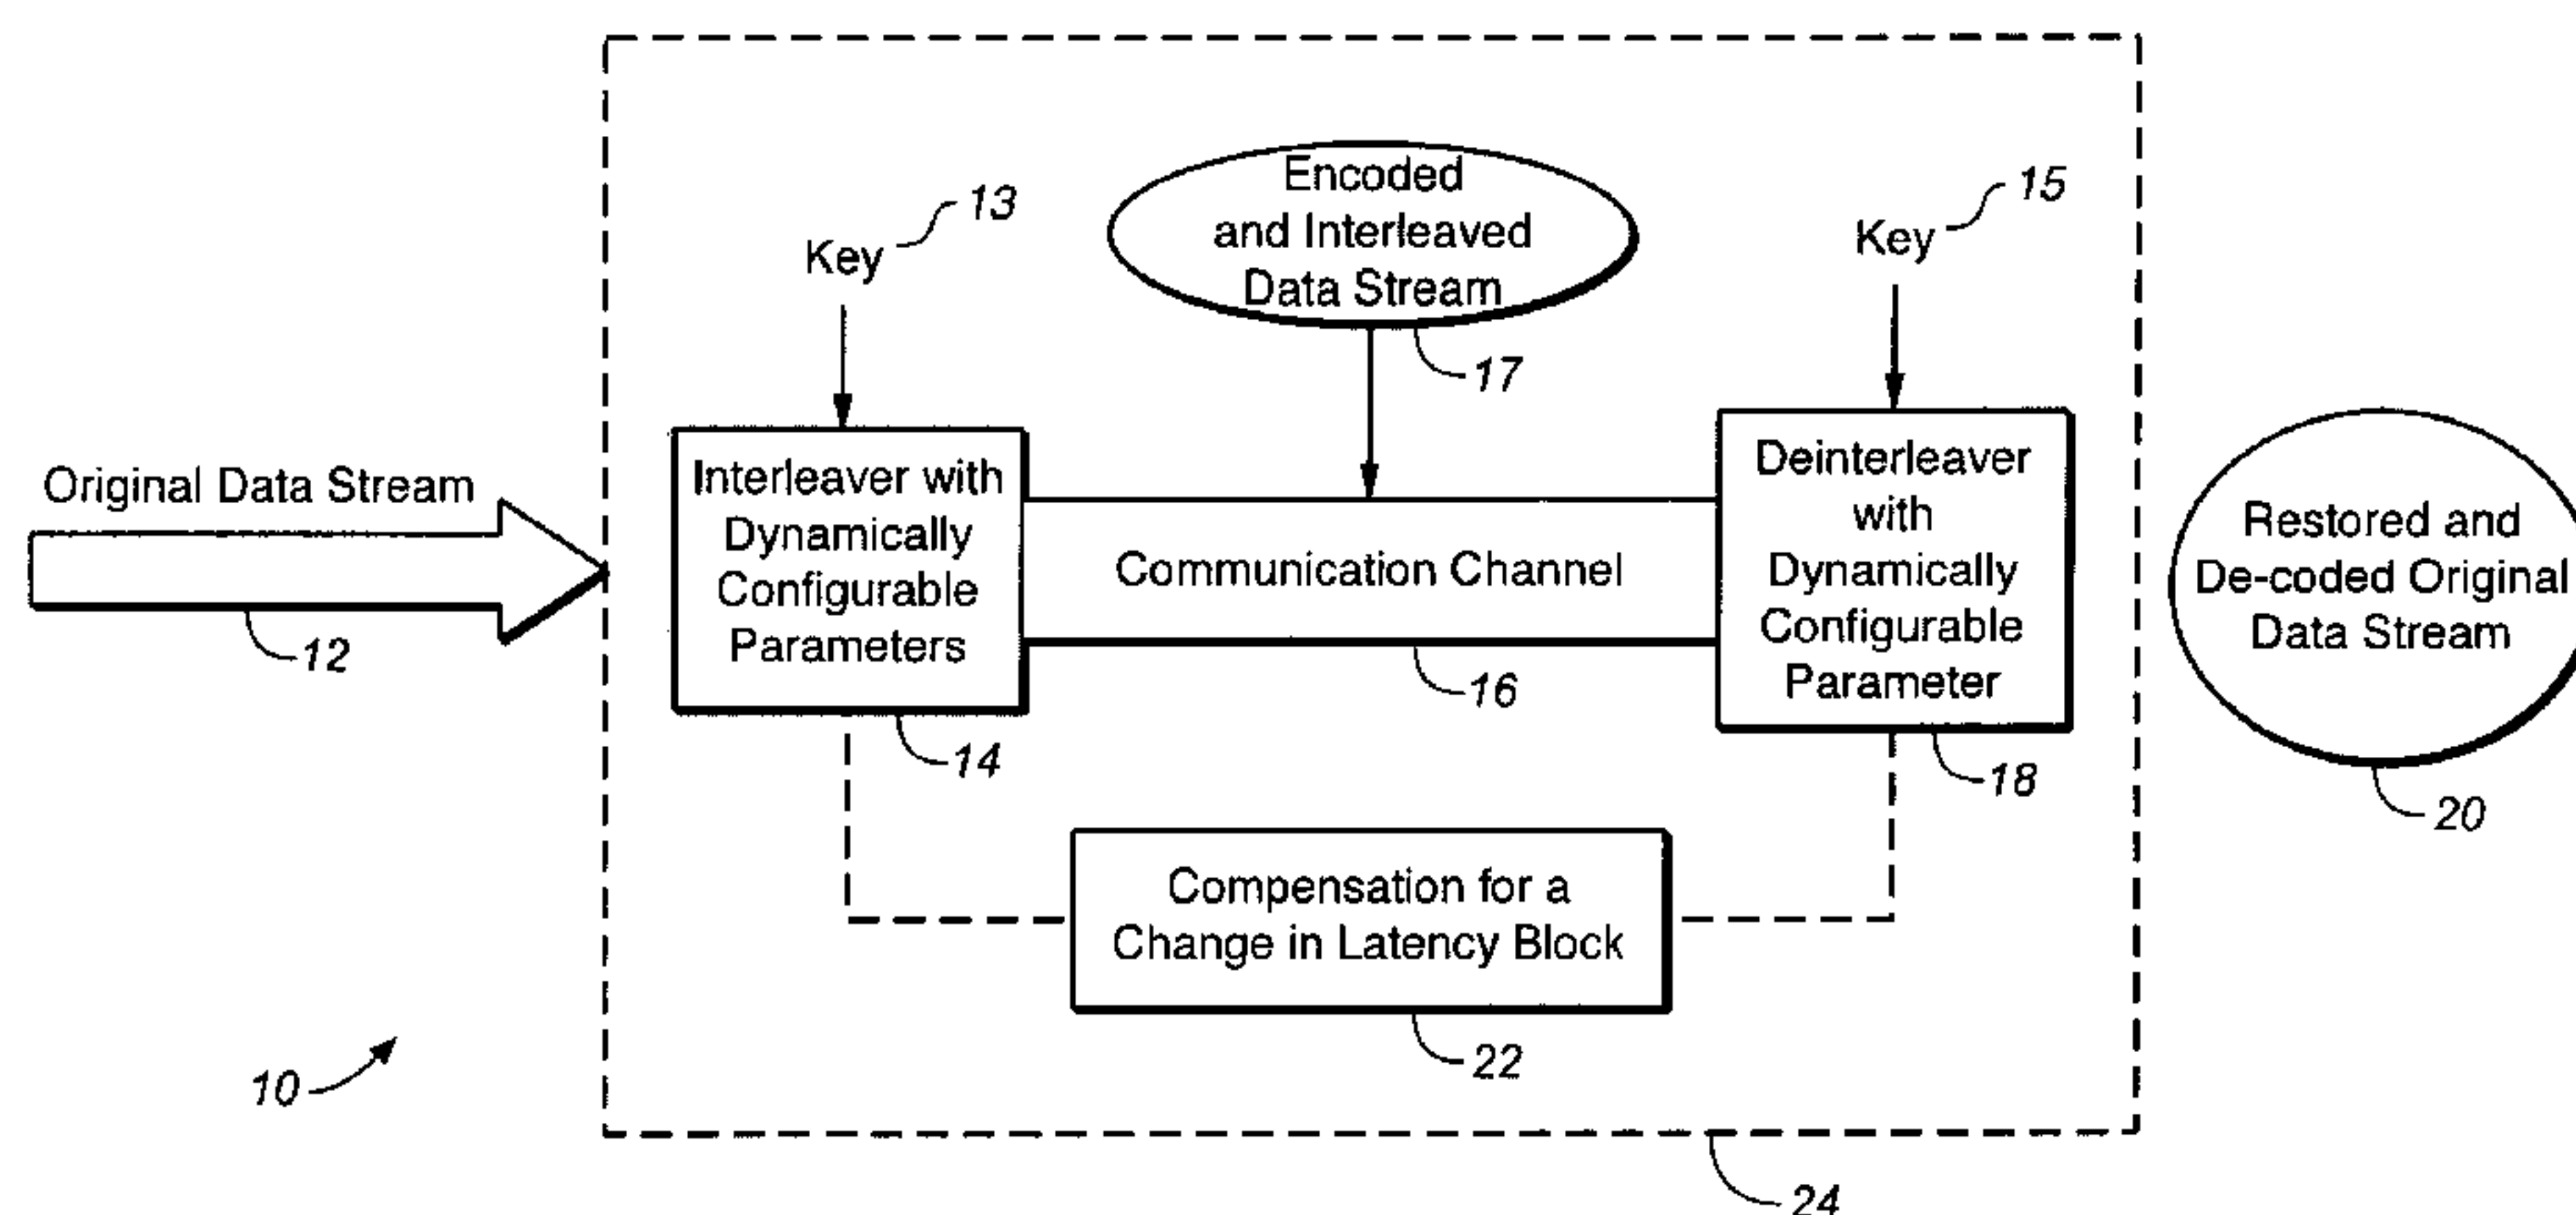 Original Data Stream
12
Key
13
Encoded
and Interleaved
Data Stream
17
Key
15
Interleaver with
Dynamically
Configurable
Parameters
14
Communication Channel
16
Deinterleaver
with
Dynamically
Configurable
Parameter
18
Restored and
De-coded Original
Data Stream
20
Compensation for a
Change in Latency Block
22
10
24